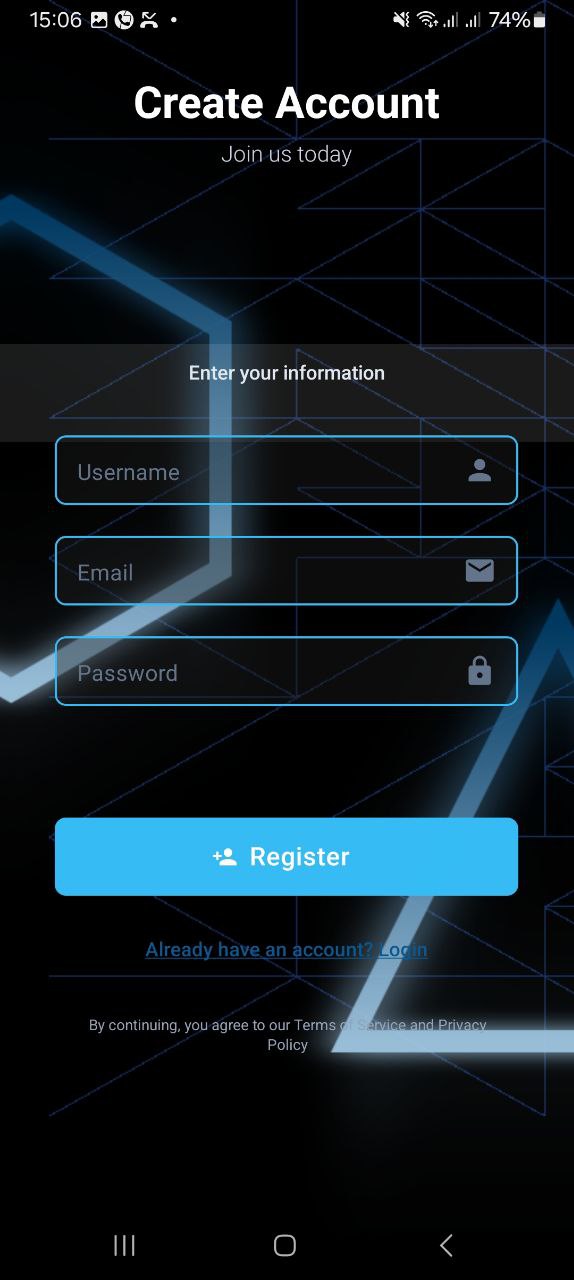 15:06 74%
Create Account
Join us today
Enter your information
Username
Email
Password
Register
Already have an account? Login
By continuing, you agree to our Terms of Service and Privacy
Policy